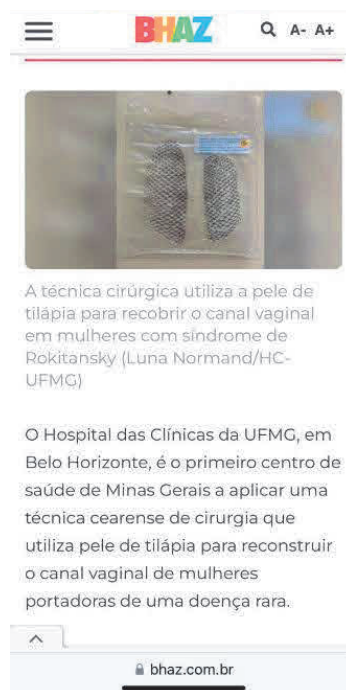 BHAZ
A- A+
A técnica cirúrgica utiliza a pele de
tilápia para recobrir o canal vaginal
em mulheres com síndrome de
Rokitansky (Luna Normand/HC-
UFMG)
O Hospital das Clínicas da UFMG, em
Belo Horizonte, é o primeiro centro de
saúde de Minas Gerais a aplicar uma
técnica cearense de cirurgia que
utiliza pele de tilápia para reconstruir
o canal vaginal de mulheres
portadoras de uma doença rara.
bhaz.com.br